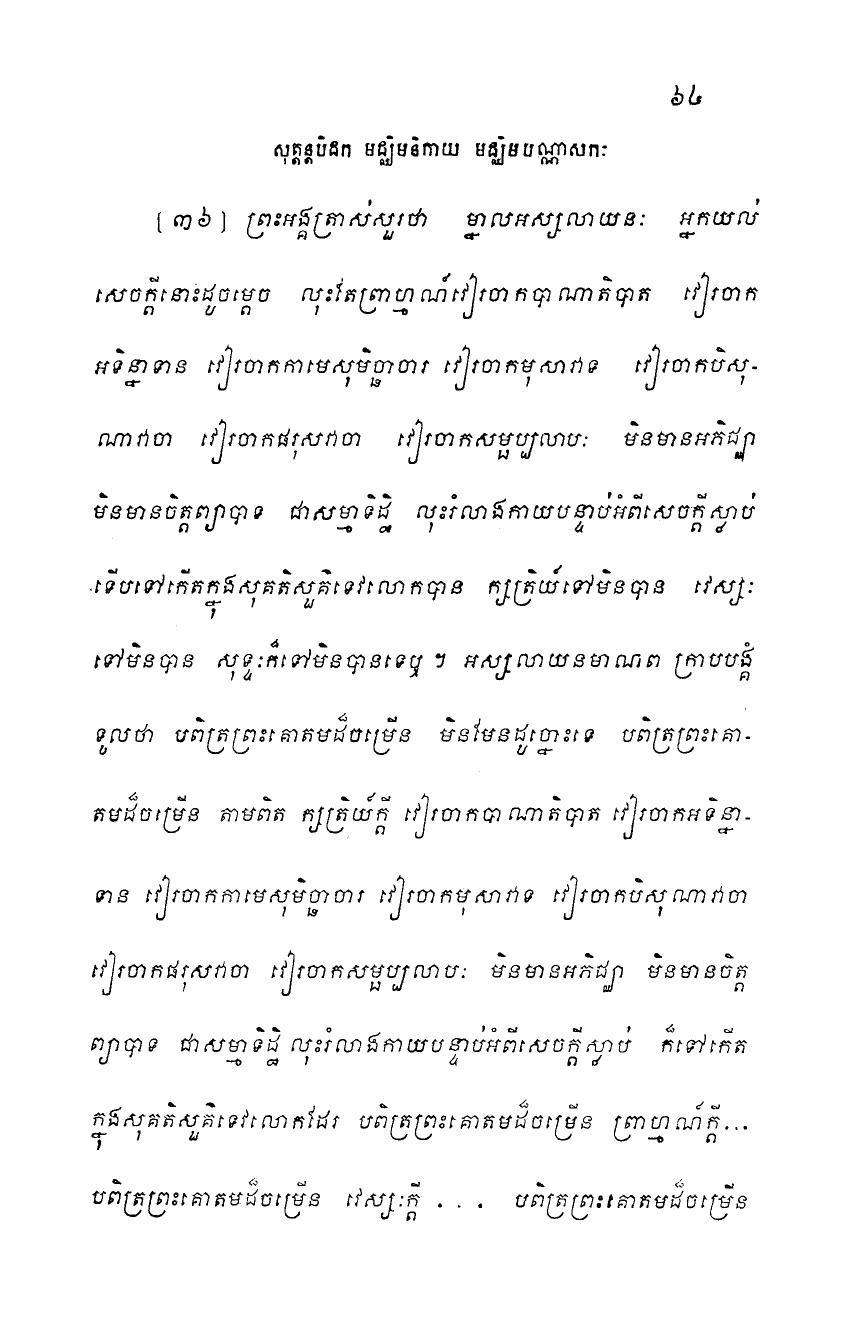 ៦៤
សុត្តន្តបិដក មជ្ឈិមនិកាយ មជ្ឈិមបណ្ណាសកៈ
[ ៣៦ ] ព្រះអង្គត្រាស់សួរថា ម្នាលអស្សលាយនៈ អ្នកយល់
សេចក្តីនោះដូចម្តេច លុះតែព្រាហ្មណ៍វៀរចាកបាណាតិបាត វៀរចាក
អទិន្នាទាន វៀរចាកកាមេសុមិច្ឆាចារ វៀរចាកមុសាវាទ វៀរចាកបិសុ-
ណាវាចា វៀរចាកផរុសវាចា វៀរចាកសម្ផប្បលាបៈ មិនមានអភិជ្ឈា
មិនមានចិត្តព្យាបាទ ជាសម្មាទិដ្ឋិ លុះរំលាងកាយបន្ទាប់អំពីសេចក្តីស្លាប់
ទើបទៅកើតក្នុងសុគតិសួគ៌ទេវលោកបាន ក្សត្រិយ៍ទៅមិនបាន វេស្សៈ
ទៅមិនបាន សុទ្ទៈក៏ទៅមិនបានទេឬ ។ អស្សលាយនមាណព ក្រាបបង្គំ
ទូលថា បពិត្រព្រះគោតមដ៏ចម្រើន មិនមែនដូច្នោះទេ បពិត្រព្រះគោ-
តមដ៏ចម្រើន តាមពិត ក្សត្រិយ៍ក្តី វៀរចាកបាណាតិបាត វៀរចាកអទិន្នា-
ទាន វៀរចាកកាមេសុមិច្ឆាចារ វៀរចាកមុសាវាទ វៀរចាកបិសុណាវាចា
វៀរចាកផរុសវាចា វៀរចាកសម្ផប្បលាបៈ មិនមានអភិជ្ឈា មិនមានចិត្ត
ព្យាបាទ ជាសម្មាទិដ្ឋិ លុះរំលាងកាយបន្ទាប់អំពីសេចក្តីស្លាប់ ក៏ទៅកើត
ក្នុងសុគតិសួគ៌ទេវលោកដែរ បពិត្រព្រះគោតមដ៏ចម្រើន ព្រាហ្មណ៍ក្តី...
បពិត្រព្រះគោតមដ៏ចម្រើន វេស្សៈក្តី . . . បពិត្រព្រះគោតមដ៏ចម្រើន